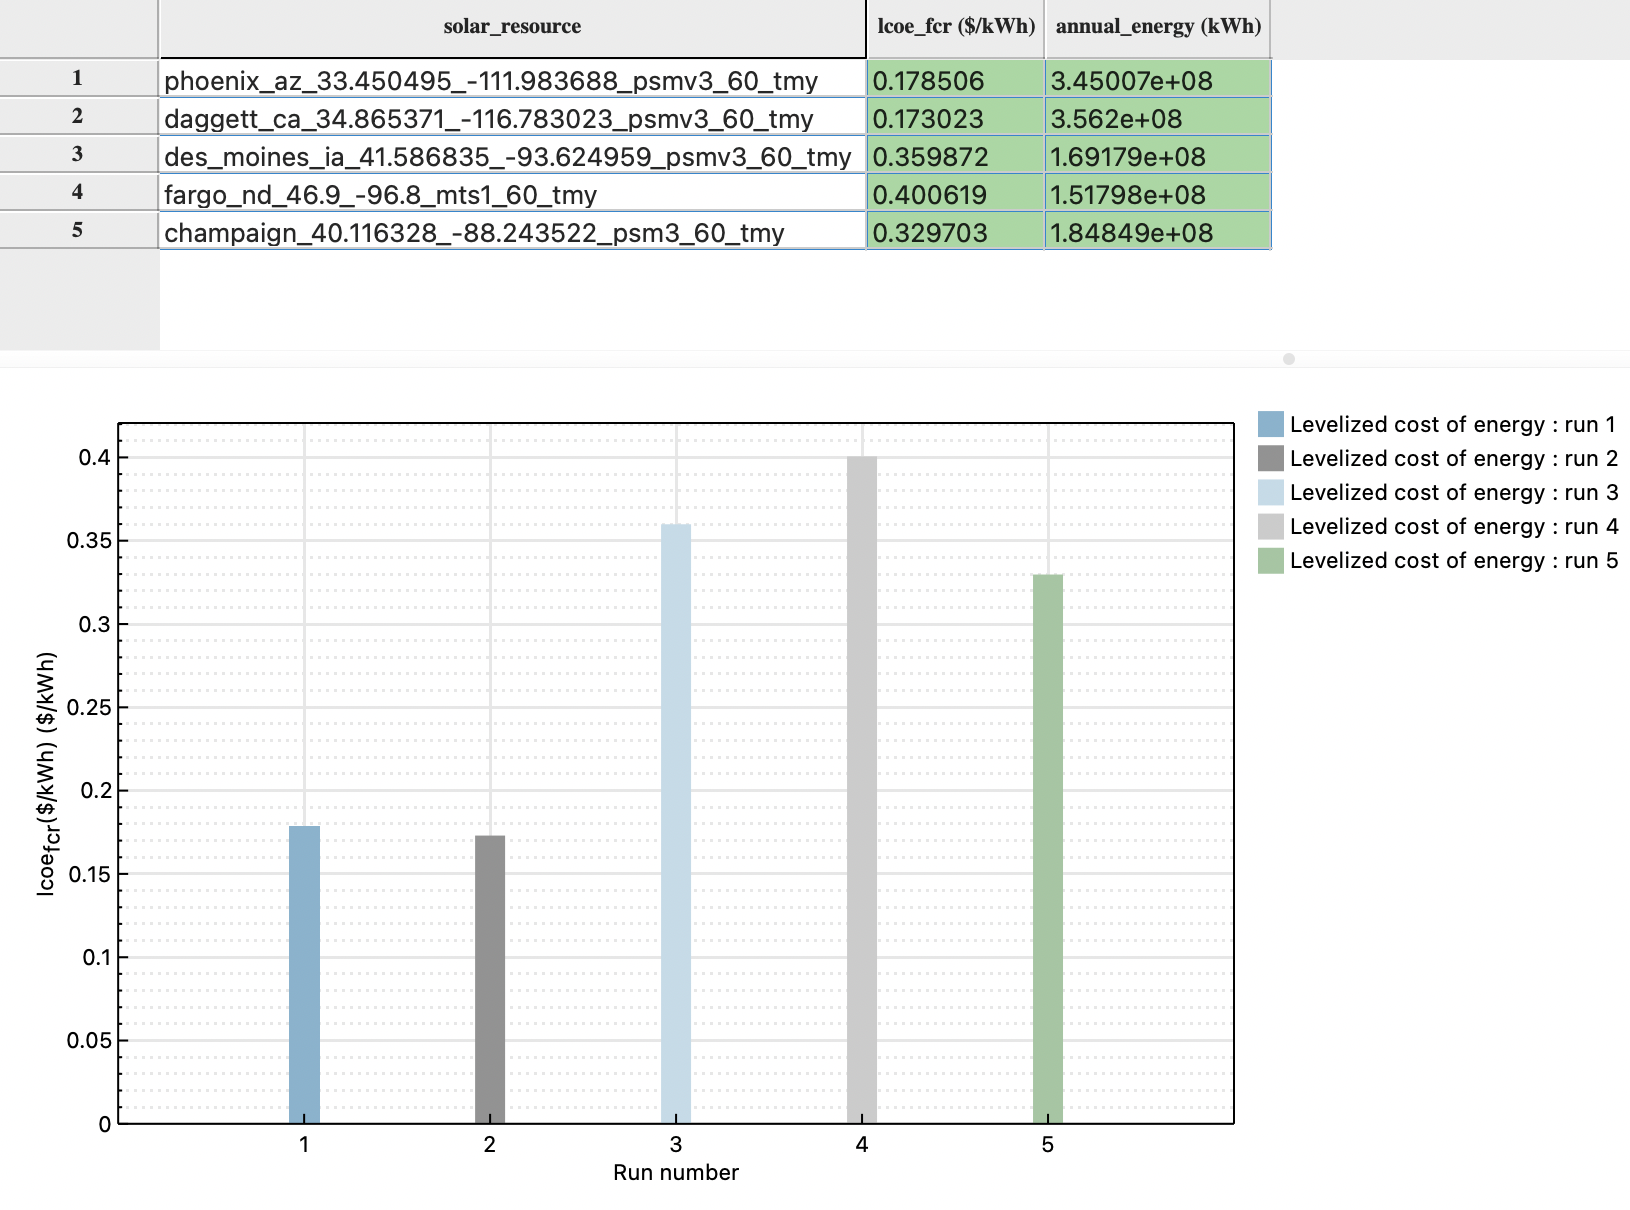 solar_resource lcoe_fcr ($/kWh) annual_energy (kWh)
1 phoenix_az_33.450495_-111.983688_psmv3_60_tmy 0.178506 3.45007e+08
2 daggett_ca_34.865371_-116.783023_psmv3_60_tmy 0.173023 3.562e+08
3 des_moines_ia_41.586835_-93.624959_psmv3_60_tmy 0.359872 1.69179e+08
4 fargo_nd_46.9_-96.8_mts1_60_tmy 0.400619 1.51798e+08
5 champaign_40.116328_-88.243522_psm3_60_tmy 0.329703 1.84849e+08
Levelized cost of energy : run 1
Levelized cost of energy : run 2
Levelized cost of energy : run 3
Levelized cost of energy : run 4
Levelized cost of energy : run 5
lcoefcr($/kWh) ($/kWh)
0.4
0.35
0.3
0.25
0.2
0.15
0.1
0.05
0
1 2 3 4 5
Run number